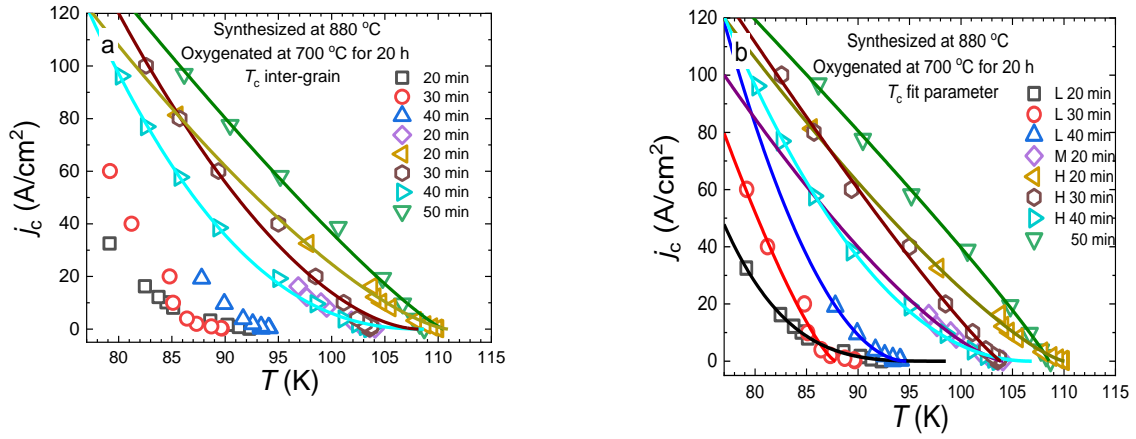 a
Synthesized at 880 °C
Oxygenated at 700 °C for 20 h
Tc inter-grain
20 min
30 min
40 min
20 min
20 min
30 min
40 min
50 min
jc (A/cm2)
120
100
80
60
40
20
0
80 85 90 95 100 105 110 115
T (K)
b
Synthesized at 880 °C
Oxygenated at 700 °C for 20 h
Tc fit parameter
L 20 min
L 30 min
L 40 min
M 20 min
H 20 min
H 30 min
H 40 min
50 min
jc (A/cm2)
120
100
80
60
40
20
0
80 85 90 95 100 105 110 115
T (K)